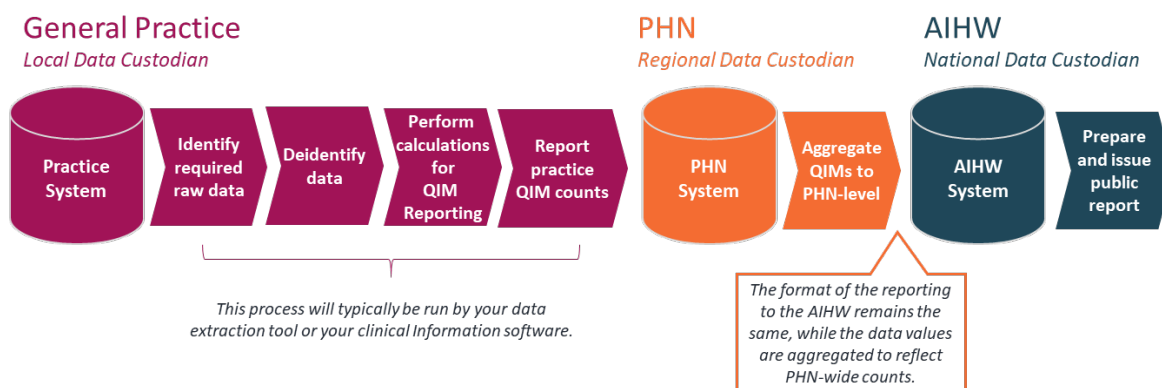 General Practice
Local Data Custodian
Practice
System
Identify
required
raw data
Deidentify
data
Perform
calculations
for
QIM
Reporting
Report
practice
QIM counts
This process will typically be run by your data
extraction tool or your clinical Information software.
PHN
Regional Data Custodian
PHN
System
Aggregate
QIMs to
PHN-level
The format of the reporting
to the AIHW remains the
same, while the data values
are aggregated to reflect
PHN-wide counts.
AIHW
National Data Custodian
AIHW
System
Prepare
and issue
public
report